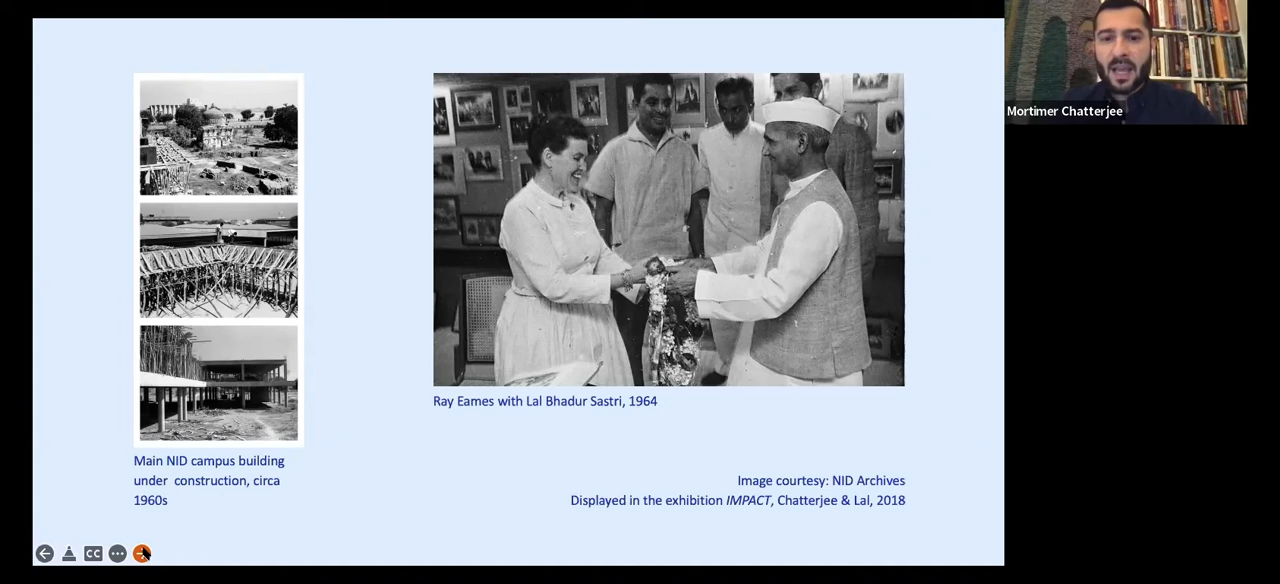 Mortimer Chatterjee
Ray Eames with Lal Bhadur Sastri, 1964
Main NID campus building
under construction, circa
1960s
Image courtesy: NID Archives
Displayed in the exhibition IMPACT, Chatterjee & Lal, 2018
CC